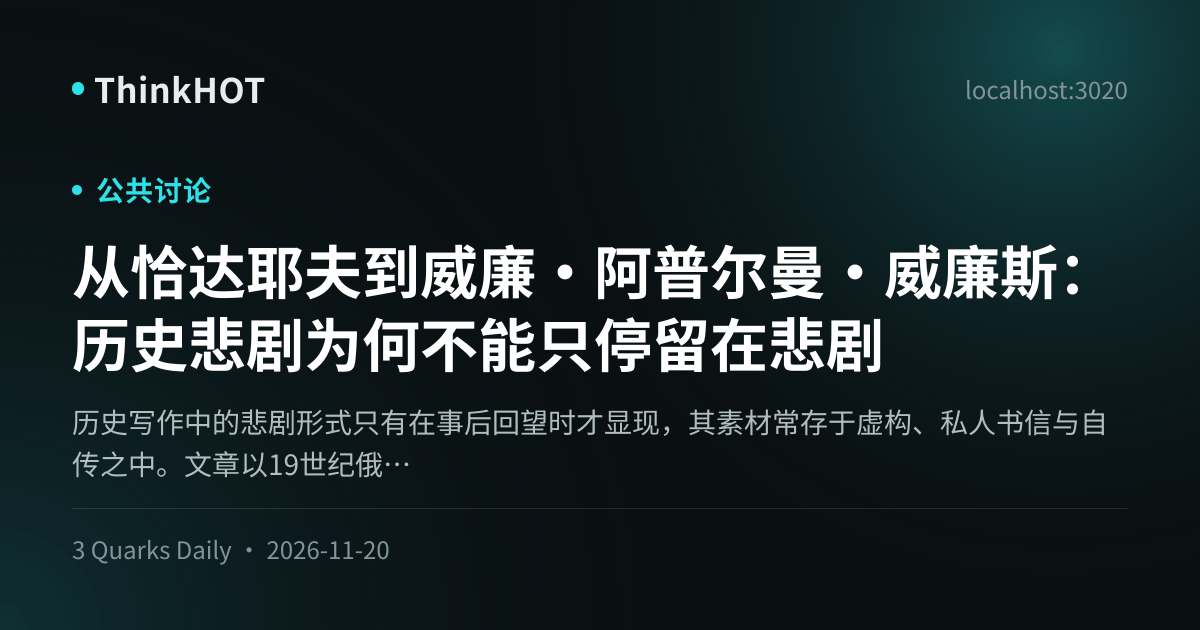 ThinkHOT
localhost:3020
公共讨论
从恰达耶夫到威廉·阿普尔曼·威廉斯：
历史悲剧为何不能只停留在悲剧
历史写作中的悲剧形式只有在事后回望时才显现，其素材常存于虚构、私人书信与自
传之中。文章以19世纪俄…
3 Quarks Daily · 2026-11-20